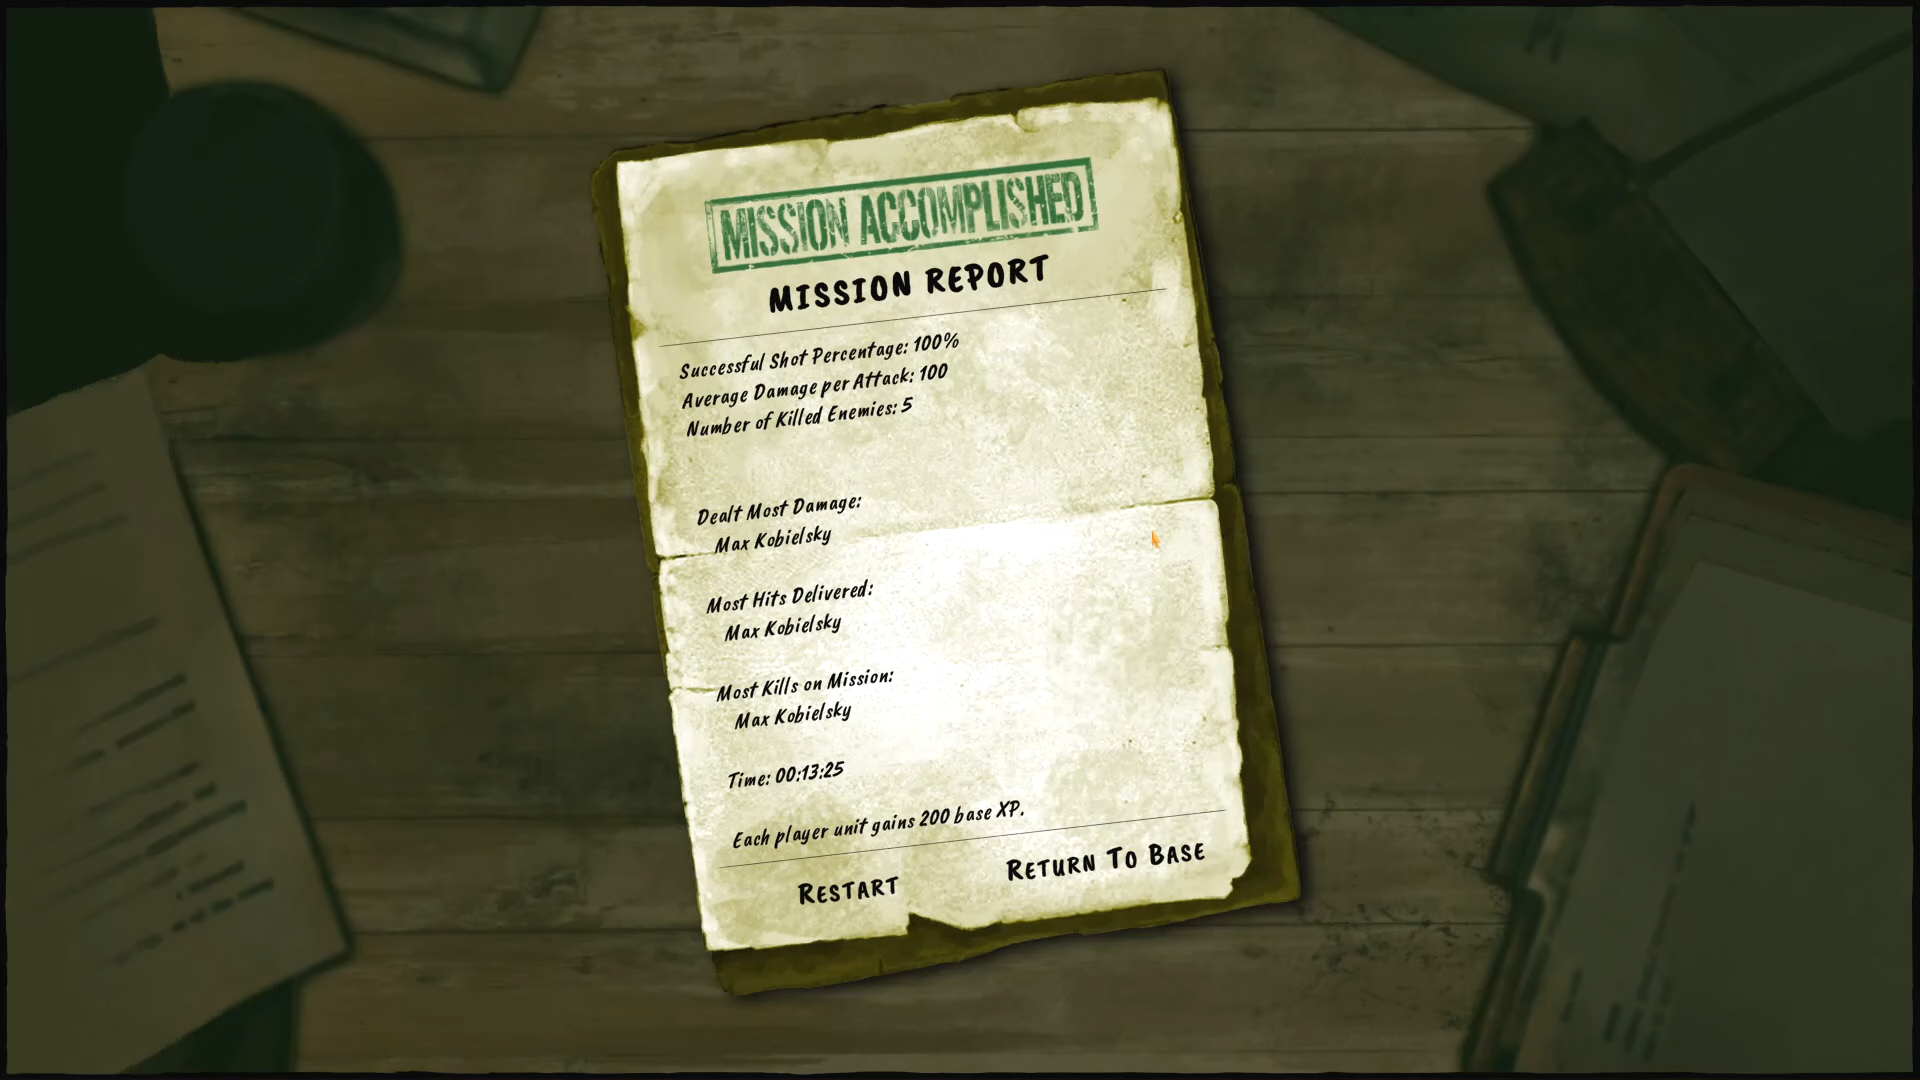 MISSION ACCOMPLISHED
MISSION REPORT
Successful Shot Percentage: 100%
Average Damage per Attack: 100
Number of Killed Enemies: 5
Dealt Most Damage:
Max Kobielsky
Most Hits Delivered:
Max Kobielsky
Most Kills on Mission:
Max Kobielsky
Time: 00:13:25
Each player unit gains 200 base XP.
RESTART
RETURN TO BASE